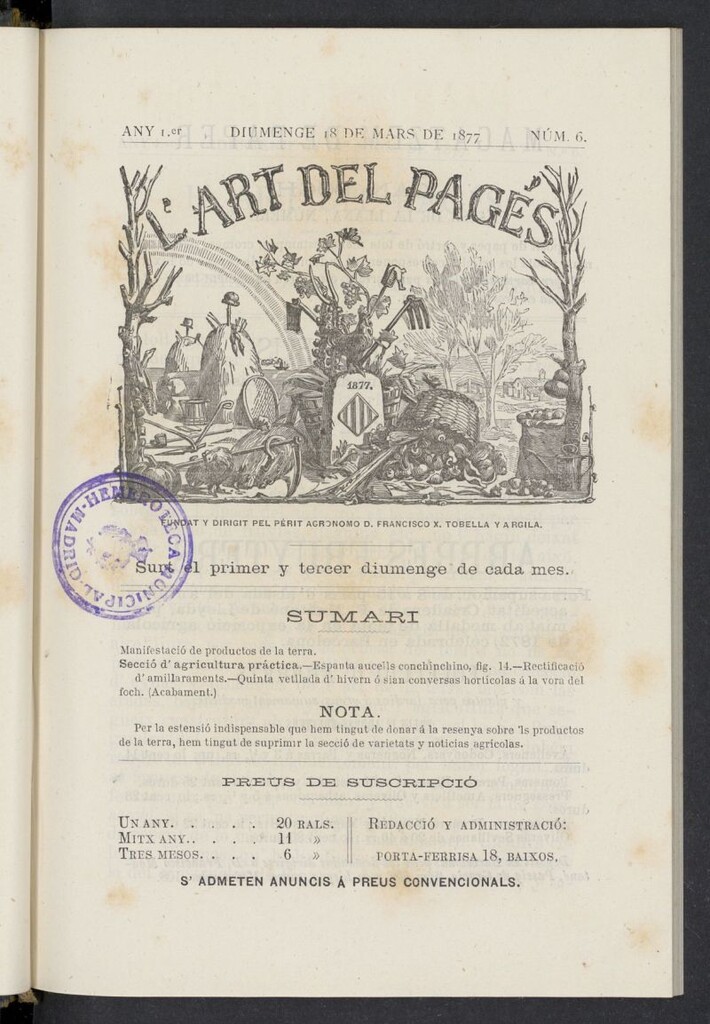 ANY 1.er DIUMENGE 18 DE MARS DE 1877 NÚM. 6.
L'ART DEL PAGÉS
1877.
FUNDAT Y DIRIGIT PEL PÈRIT AGRONOMO D. FRANCISCO X. TOBELLA Y ARGILA.
Surt el primer y tercer diumenge de cada mes.
HEMEROTECA MUNICIPAL-MADRID
SUMARI
Manifestació de productos de la terra.
Secció d' agricultura práctica.—Espanta aucells conchinchino, fig. 14.—Rectificació
d' amillaraments.—Quinta vetllada d' hivern ó sian conversas horticolas á la vora del
foch. (Acabament.)
NOTA.
Per la estensió indispensable que hem tingut de donar á la resenya sobre 'ls productos
de la terra, hem tingut de suprimir la secció de varietats y noticias agricolas.
PREUS DE SUSCRIPCIÓ
UN ANY. . . . . 20 RALS.
MITX ANY. . . . . 11 »
TRES MESOS. . . . 6 »
REDACCIÓ Y ADMINISTRACIÓ:
PORTA-FERRISA 18, BAIXOS.
S' ADMETEN ANUNCIS Á PREUS CONVENCIONALS.